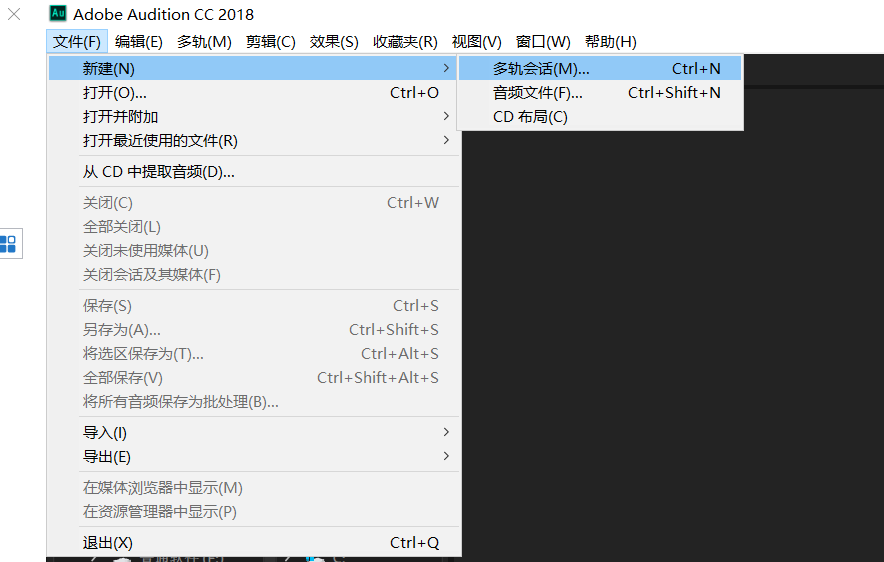 Au Adobe Audition CC 2018
文件(F) 编辑(E) 多轨(M) 剪辑(C) 效果(S) 收藏夹(R) 视图(V) 窗口(W) 帮助(H)
新建(N)
多轨会话(M)... Ctrl+N
打开(O)... Ctrl+O
音频文件(F)... Ctrl+Shift+N
打开并附加
CD 布局(C)
打开最近使用的文件(R)
从 CD 中提取音频(D)...
关闭(C) Ctrl+W
全部关闭(L)
关闭未使用媒体(U)
关闭会话及其媒体(F)
保存(S) Ctrl+S
另存为(A)... Ctrl+Shift+S
将选区保存为(T)... Ctrl+Alt+S
全部保存(V) Ctrl+Shift+Alt+S
将所有音频保存为批处理(B)...
导入(I)
导出(E)
在媒体浏览器中显示(M)
在资源管理器中显示(P)
退出(X) Ctrl+Q